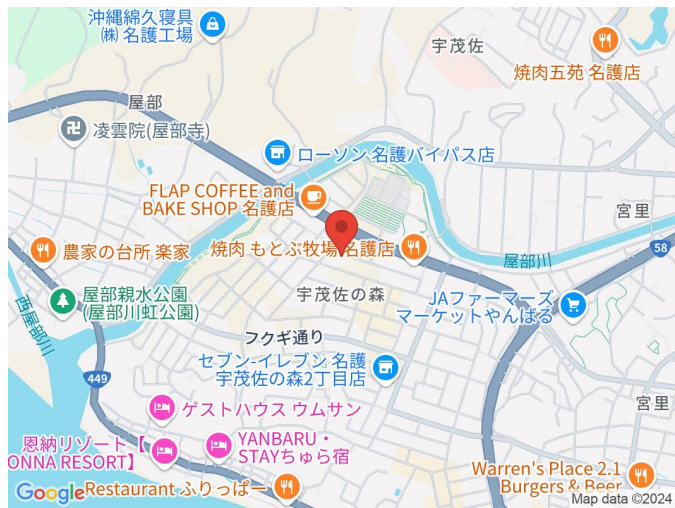 沖縄綿久寝具
㈱ 名護工場
宇茂佐
焼肉五苑 名護店
屋部
凌雲院(屋部寺)
ローソン 名護バイパス店
FLAP COFFEE and
BAKE SHOP 名護店
宮里
農家の台所 楽家
焼肉 もとぶ牧場 名護店
58
屋部川
屋部親水公園
(屋部川虹公園)
宇茂佐の森
JAファーマーズ
マーケットやんばる
西屋部川
フクギ通り
セブン-イレブン 名護
宇茂佐の森2丁目店
449
ゲストハウス ウムサン
宮里
恩納リゾート【
ONNA RESORT】
YANBARU・
STAYちゅら宿
Warren's Place 2.1
Burgers & Beer
Google
Restaurant ふりっぱー
Map data ©2024